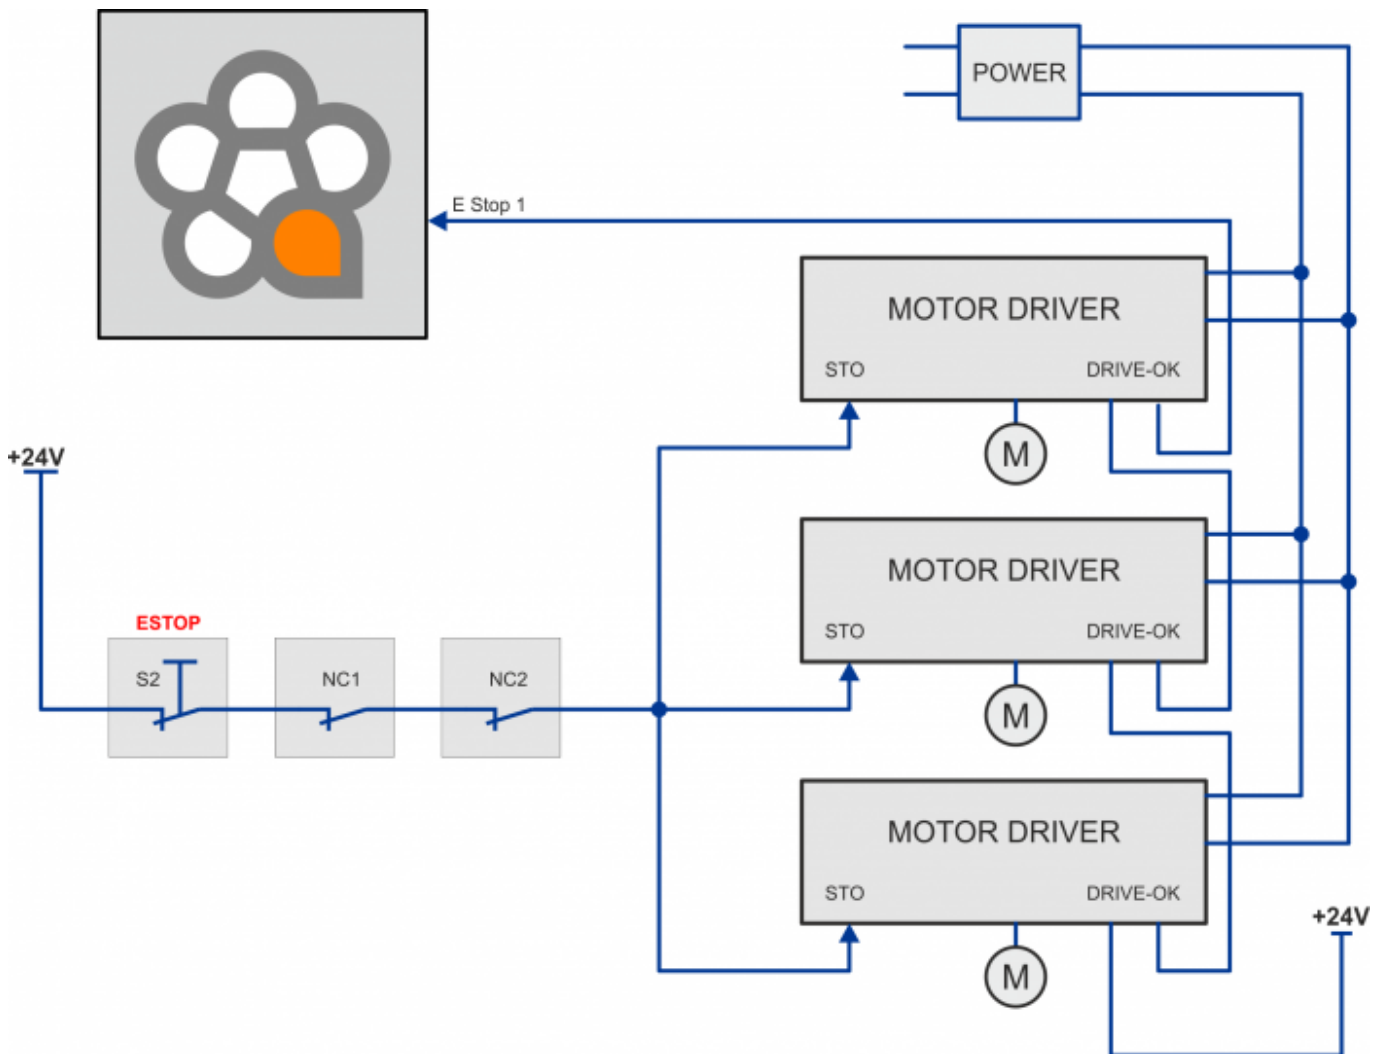 POWER
E Stop 1
MOTOR DRIVER
STO
DRIVE-OK
M
+24V
MOTOR DRIVER
STO
DRIVE-OK
M
ESTOP
S2
NC1
NC2
MOTOR DRIVER
STO
DRIVE-OK
M
+24V